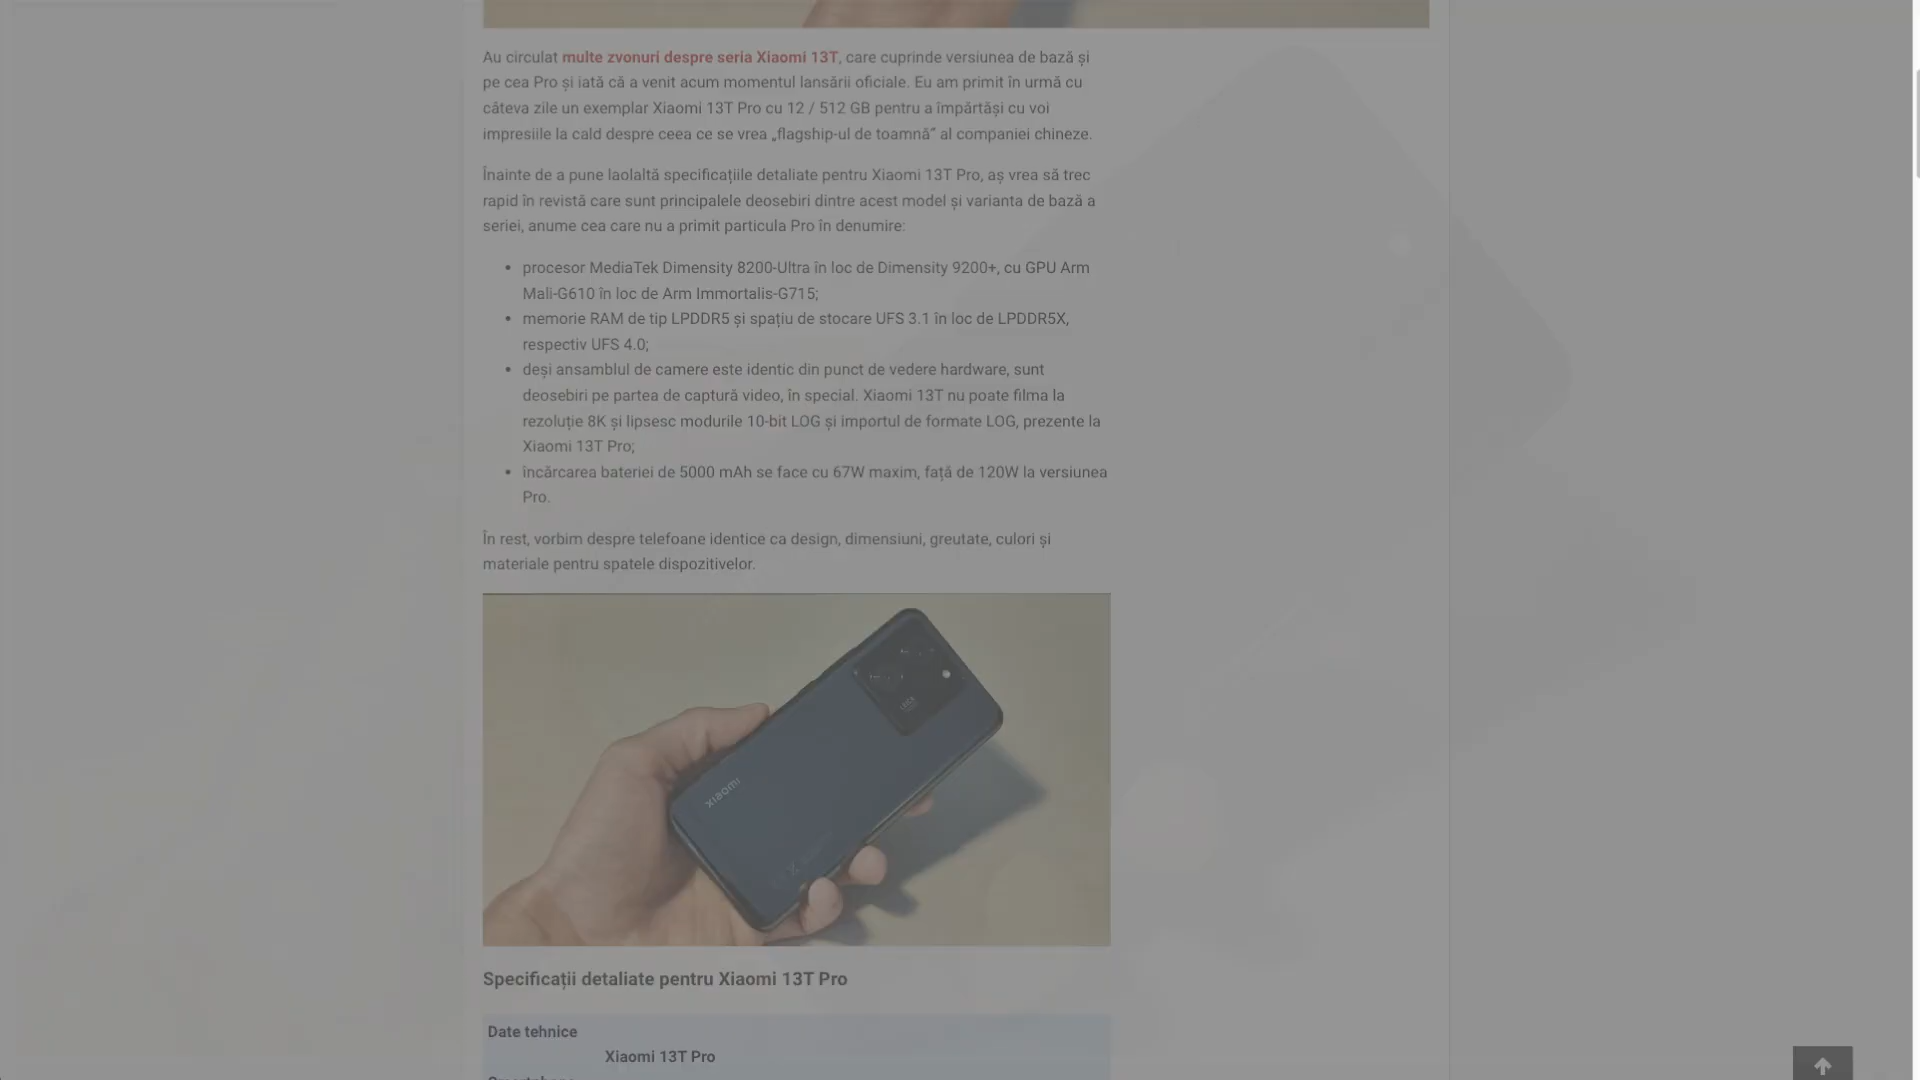 Au circulat multe zvonuri despre seria Xiaomi 13T, care cuprinde versiunea de bază și
pe cea Pro și iată că a venit acum momentul lansării oficiale. Eu am primit în urmă cu
câteva zile un exemplar Xiaomi 13T Pro cu 12 / 512 GB pentru a împărtăși cu voi
impresiile la cald despre ceea ce se vrea „flagship-ul de toamnă” al companiei chineze.
Înainte de a pune laolaltă specificațiile detaliate pentru Xiaomi 13T Pro, aș vrea să trec
rapid în revistă care sunt principalele deosebiri dintre acest model și varianta de bază a
seriei, anume cea care nu a primit particula Pro în denumire:
• procesor MediaTek Dimensity 8200-Ultra în loc de Dimensity 9200+, cu GPU Arm
Mali-G610 în loc de Arm Immortalis-G715;
• memorie RAM de tip LPDDR5 și spațiu de stocare UFS 3.1 în loc de LPDDR5X,
respectiv UFS 4.0;
• deși ansamblul de camere este identic din punct de vedere hardware, sunt
deosebiri pe partea de captură video, în special. Xiaomi 13T nu poate filma la
rezoluție 8K și lipsesc modurile 10-bit LOG și importul de formate LOG, prezente la
Xiaomi 13T Pro;
• încărcarea bateriei de 5000 mAh se face cu 67W maxim, față de 120W la versiunea
Pro.
În rest, vorbim despre telefoane identice ca design, dimensiuni, greutate, culori și
materiale pentru spatele dispozitivelor.
xiaomi
Specificații detaliate pentru Xiaomi 13T Pro
Date tehnice
Xiaomi 13T Pro